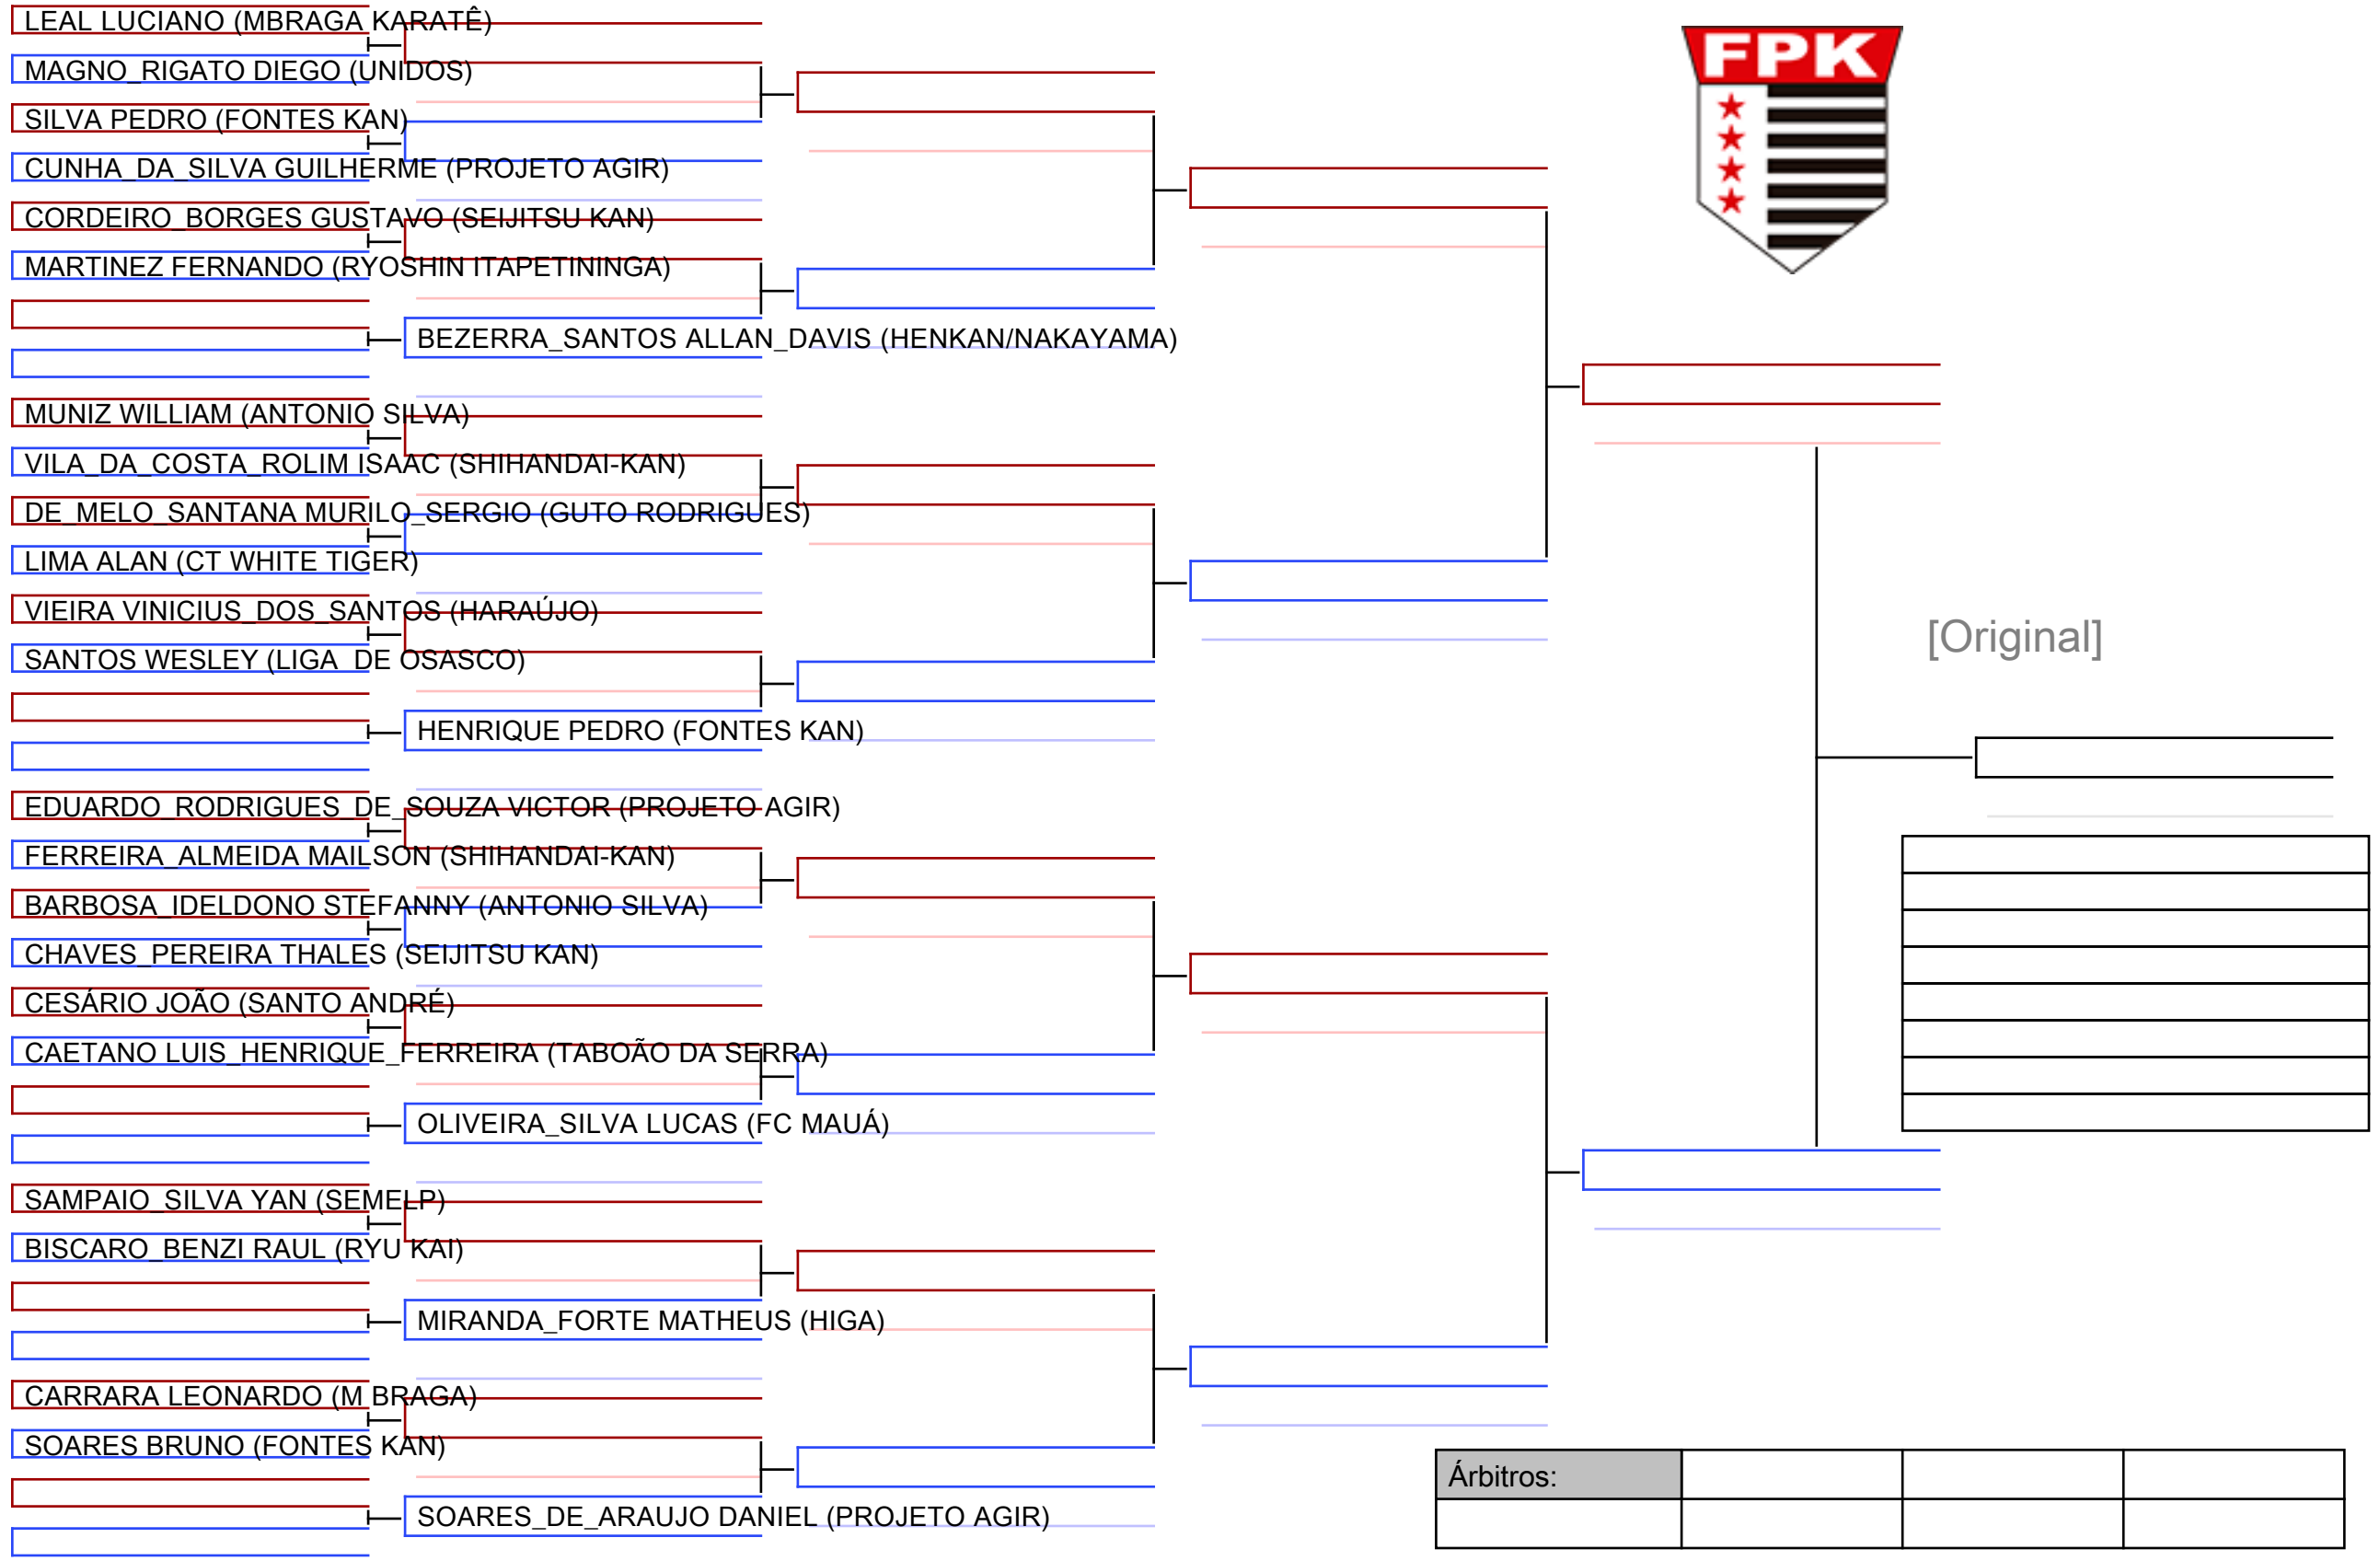 LEAL LUCIANO (MBRAGA KARATÊ)
MAGNO_RIGATO DIEGO (UNIDOS)
SILVA PEDRO (FONTES KAN)
CUNHA_DA_SILVA GUILHERME (PROJETO AGIR)
CORDEIRO_BORGES GUSTAVO (SEIJITSU KAN)
MARTINEZ FERNANDO (RYOSHIN ITAPETININGA)
BEZERRA_SANTOS ALLAN_DAVIS (HENKAN/NAKAYAMA)
MUNIZ WILLIAM (ANTONIO SILVA)
VILA_DA_COSTA_ROLIM ISAAC (SHIHANDAI-KAN)
DE_MELO_SANTANA MURILO_SERGIO (GUTO RODRIGUES)
LIMA ALAN (CT WHITE TIGER)
VIEIRA VINICIUS_DOS_SANTOS (HARAÚJO)
SANTOS WESLEY (LIGA DE OSASCO)
HENRIQUE PEDRO (FONTES KAN)
EDUARDO_RODRIGUES_DE_SOUZA VICTOR (PROJETO AGIR)
FERREIRA_ALMEIDA MAILSON (SHIHANDAI-KAN)
BARBOSA_IDELDONO STEFANNY (ANTONIO SILVA)
CHAVES_PEREIRA THALES (SEIJITSU KAN)
CESÁRIO JOÃO (SANTO ANDRÉ)
CAETANO LUIS_HENRIQUE_FERREIRA (TABOÃO DA SERRA)
OLIVEIRA_SILVA LUCAS (FC MAUÁ)
SAMPAIO_SILVA YAN (SEMELP)
BISCARO_BENZI RAUL (RYU KAI)
MIRANDA_FORTE MATHEUS (HIGA)
CARRARA LEONARDO (M BRAGA)
SOARES BRUNO (FONTES KAN)
SOARES_DE_ARAUJO DANIEL (PROJETO AGIR)
FPK
[Original]
Árbitros: